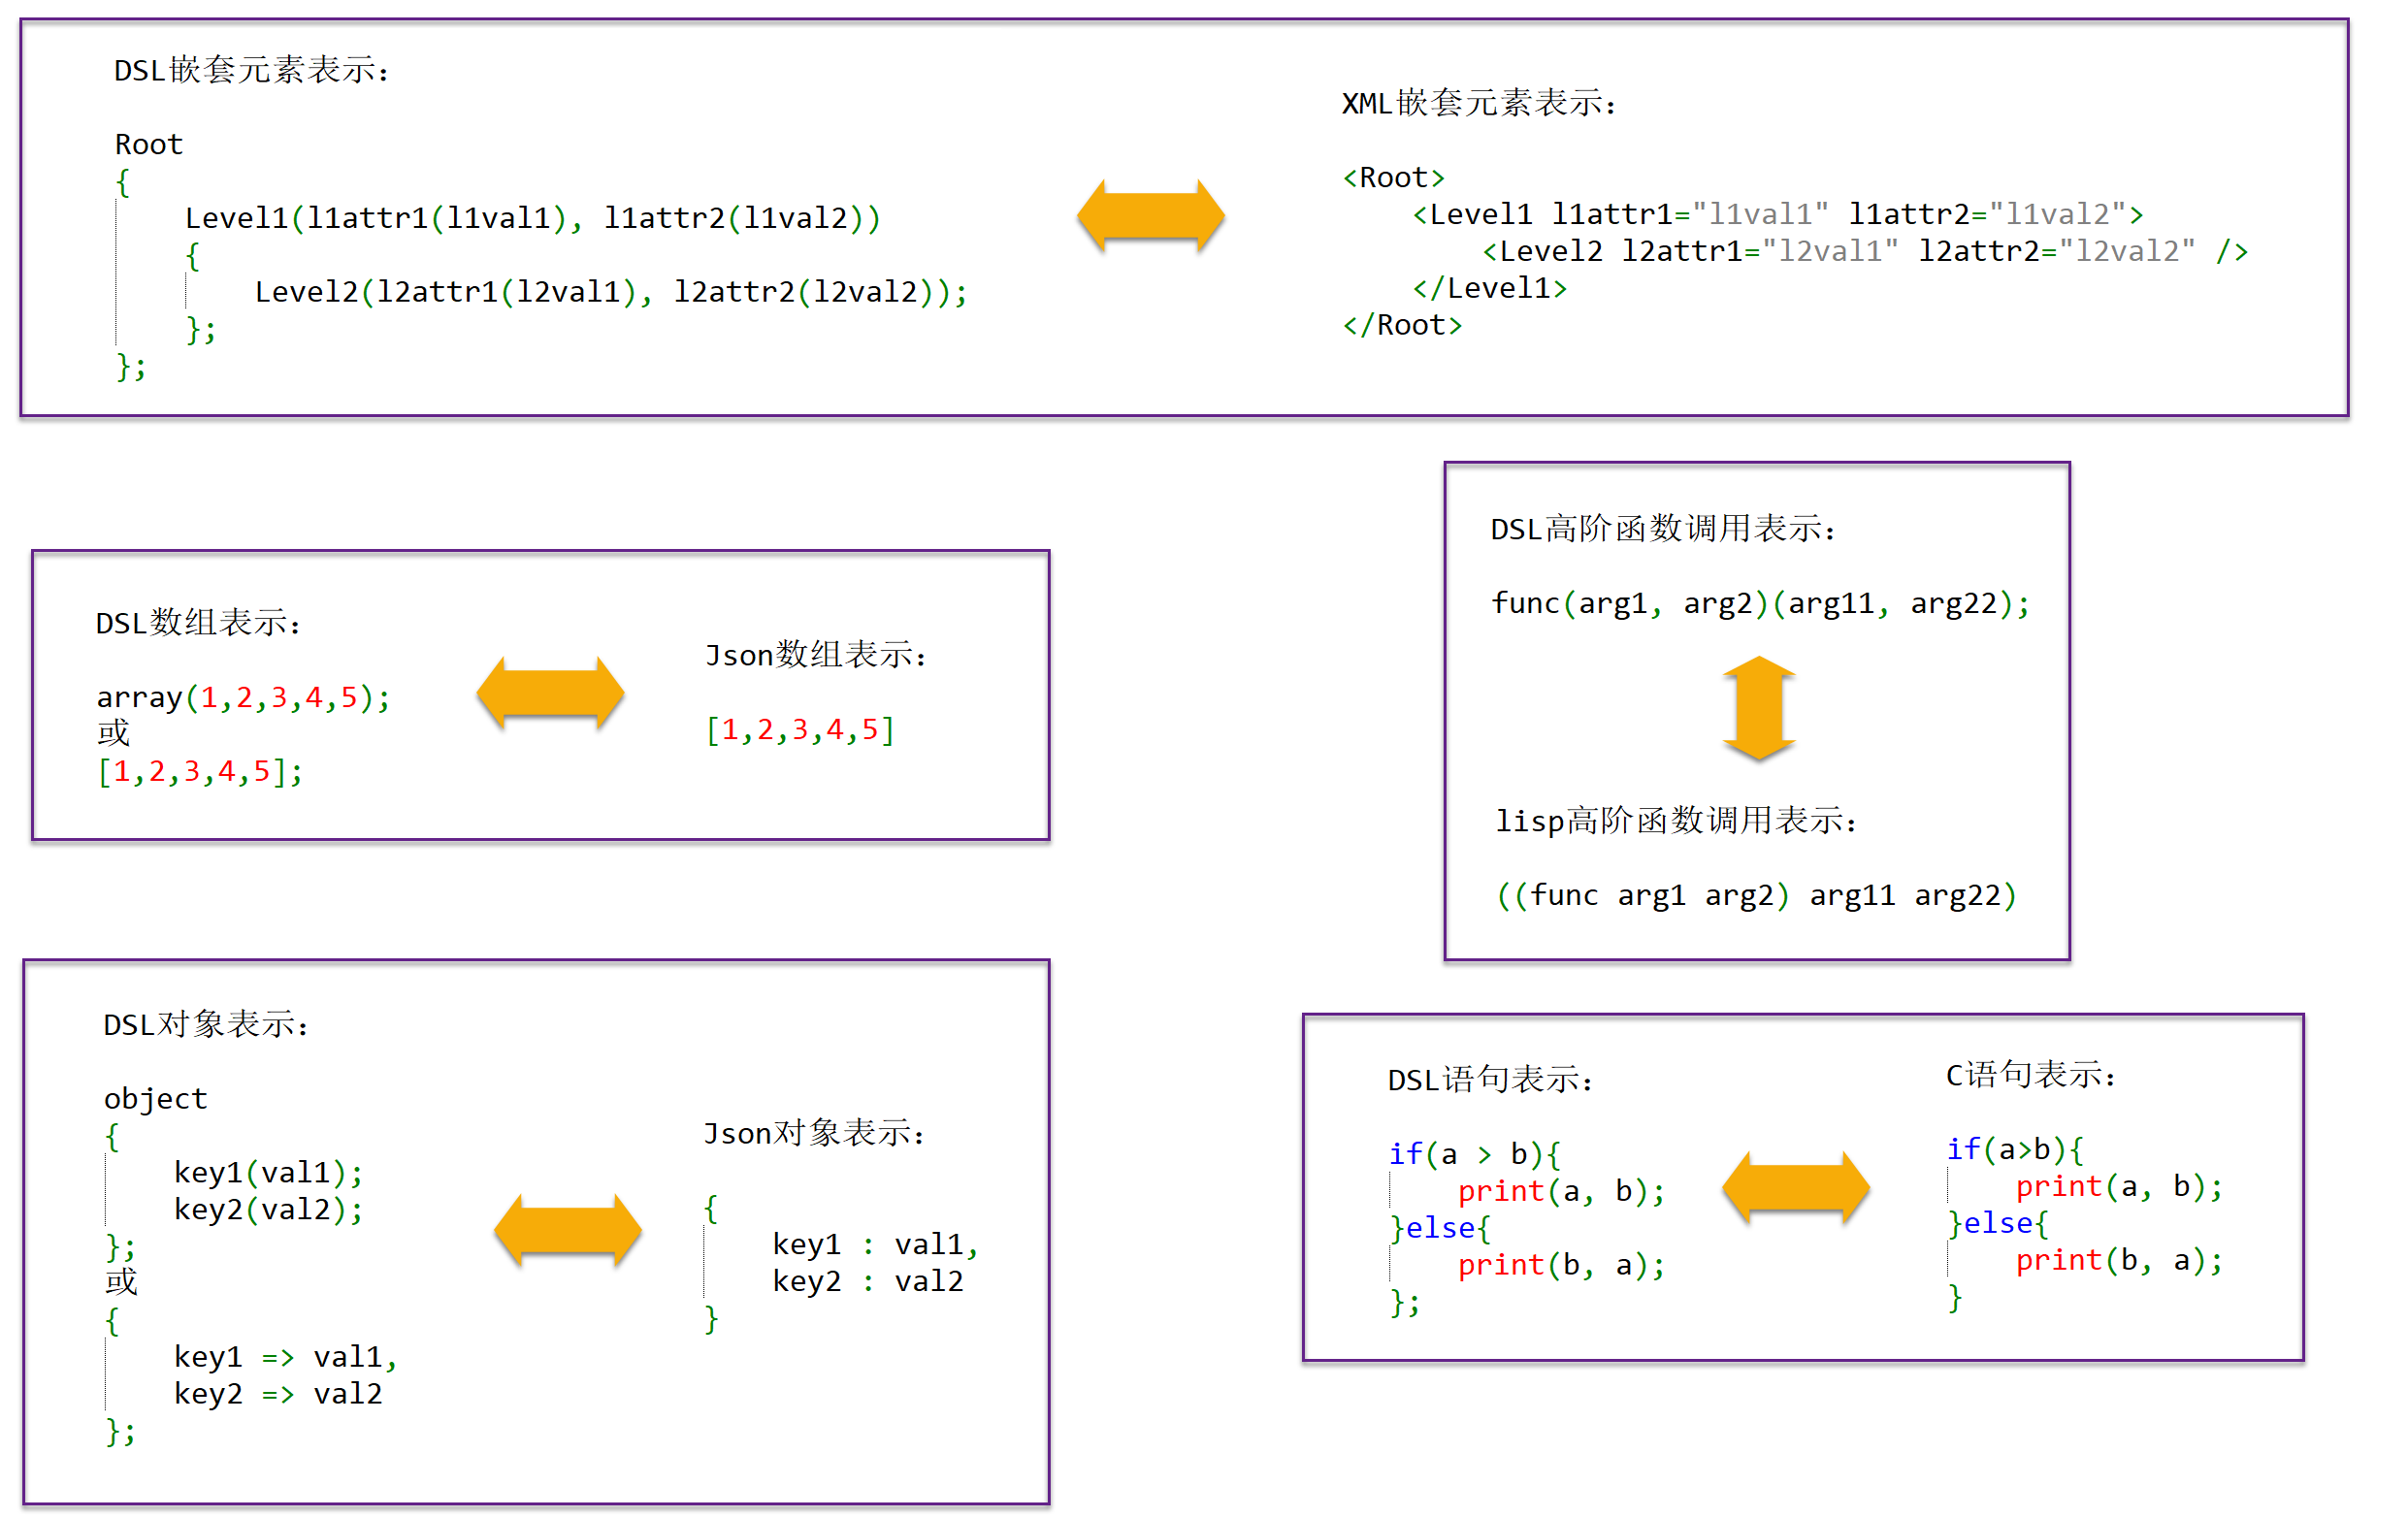 DSL嵌套元素表示:
Root
{
    Level1(l1attr1(l1val1), l1attr2(l1val2))
    {
        Level2(l2attr1(l2val1), l2attr2(l2val2));
    };
};
XML嵌套元素表示:
<Root>
    <Level1 l1attr1="l1val1" l1attr2="l1val2">
        <Level2 l2attr1="l2val1" l2attr2="l2val2" />
    </Level1>
</Root>
DSL数组表示:
array(1,2,3,4,5);
或
[1,2,3,4,5];
Json数组表示:
[1,2,3,4,5]
DSL高阶函数调用表示:
func(arg1, arg2)(arg11, arg22);
lisp高阶函数调用表示:
((func arg1 arg2) arg11 arg22)
DSL对象表示:
object
{
    key1(val1);
    key2(val2);
};
或
{
    key1 => val1,
    key2 => val2
};
Json对象表示:
{
    key1 : val1,
    key2 : val2
}
DSL语句表示:
if(a > b){
    print(a, b);
}else{
    print(b, a);
};
C语句表示:
if(a>b){
    print(a, b);
}else{
    print(b, a);
}